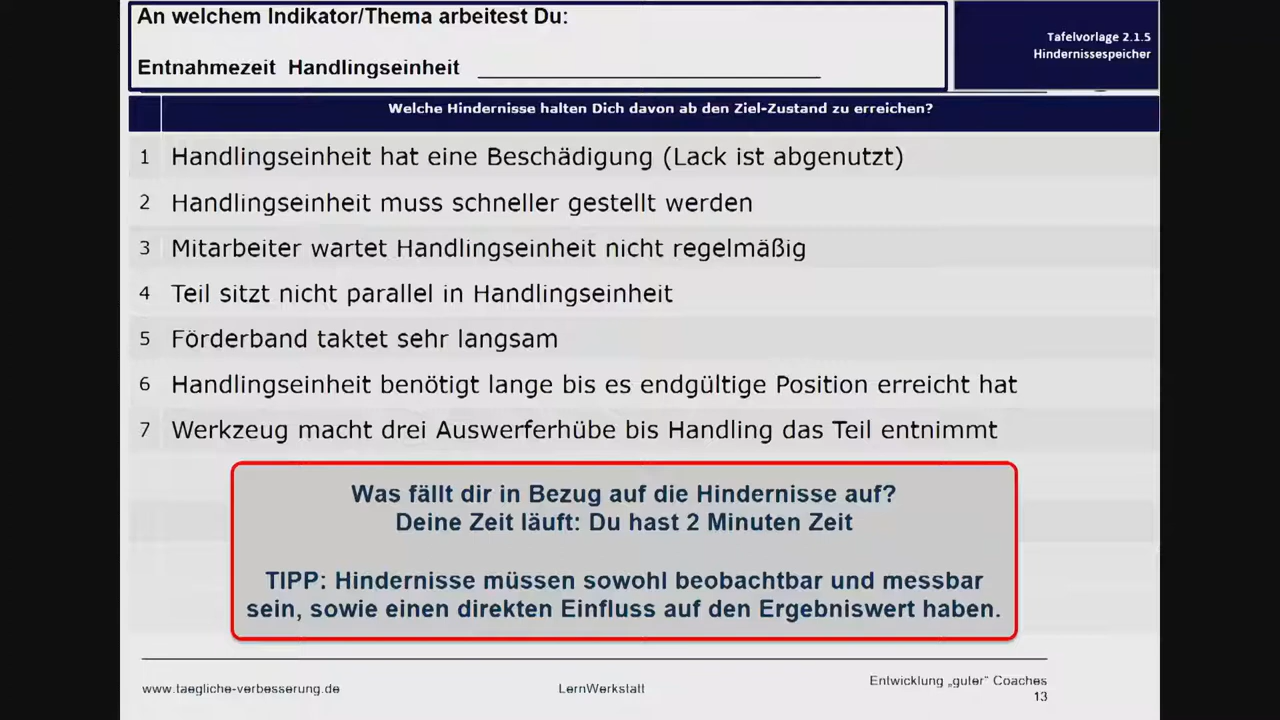 An welchem Indikator/Thema arbeitest Du:
Entnahmezeit Handlingseinheit
Tafelvorlage 2.1.5
Hindernissespeicher
Welche Hindernisse halten Dich davon ab den Ziel-Zustand zu erreichen?
1 Handlingseinheit hat eine Beschädigung (Lack ist abgenutzt)
2 Handlingseinheit muss schneller gestellt werden
3 Mitarbeiter wartet Handlingseinheit nicht regelmäßig
4 Teil sitzt nicht parallel in Handlingseinheit
5 Förderband taktet sehr langsam
6 Handlingseinheit benötigt lange bis es endgültige Position erreicht hat
7 Werkzeug macht drei Auswerferhübe bis Handling das Teil entnimmt
Was fällt dir in Bezug auf die Hindernisse auf?
Deine Zeit läuft: Du hast 2 Minuten Zeit
TIPP: Hindernisse müssen sowohl beobachtbar und messbar
sein, sowie einen direkten Einfluss auf den Ergebniswert haben.
www.taegliche-verbesserung.de
LernWerkstatt
Entwicklung „guter" Coaches
13